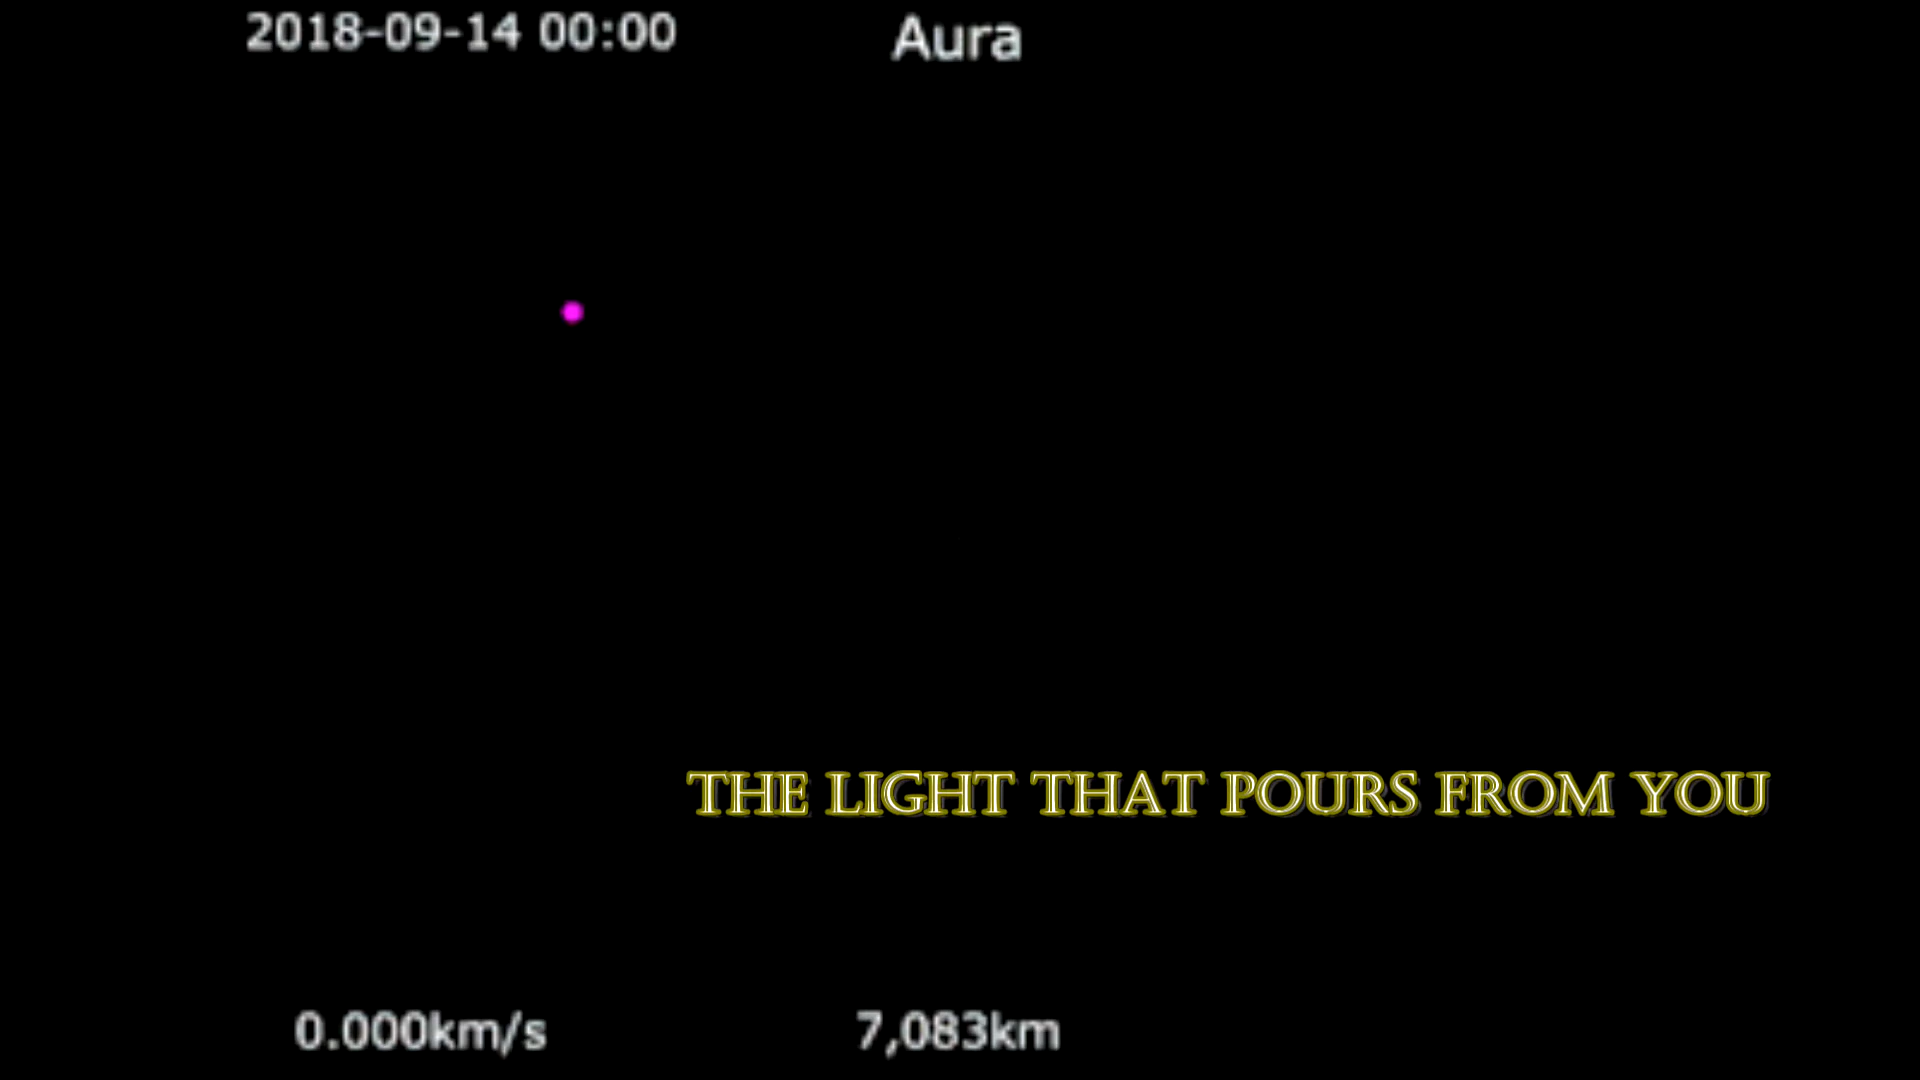 2018-09-14 00:00
Aura
THE LIGHT THAT POURS FROM YOU
0.000km/s
7,083km